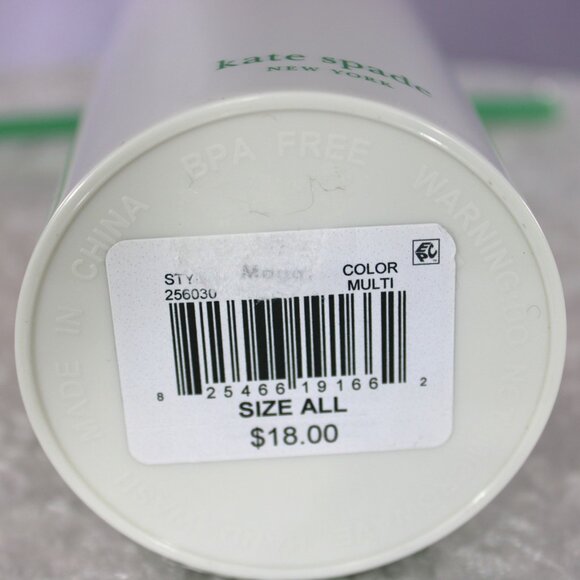 kate spade
NEW YORK
BPA FREE
WARNING
MADE IN CHINA
STY
COLOR
256030
MULTI
8 25466 19166 2
SIZE ALL
$18.00